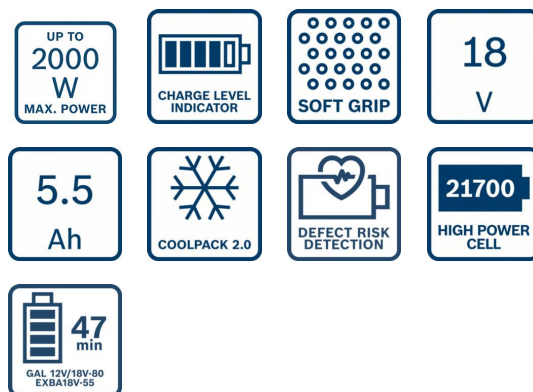 UP TO
2000
W
MAX. POWER
CHARGE LEVEL
INDICATOR
SOFT GRIP
18
V
5.5
Ah
COOLPACK 2.0
DEFECT RISK
DETECTION
21700
HIGH POWER
CELL
47
min
GAL 12V/18V-80
EXBA18V-55